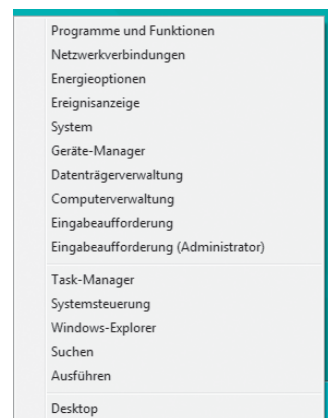 Programme und Funktionen
Netzwerkverbindungen
Energieoptionen
Ereignisanzeige
System
Geräte-Manager
Datenträgerverwaltung
Computerverwaltung
Eingabeaufforderung
Eingabeaufforderung (Administrator)
Task-Manager
Systemsteuerung
Windows-Explorer
Suchen
Ausführen
Desktop